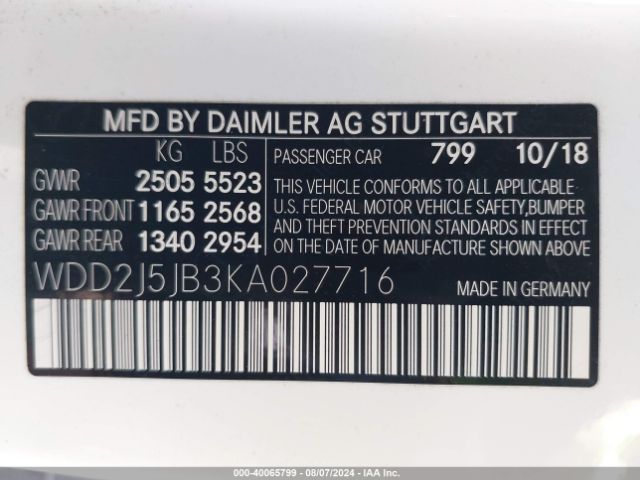 MFD BY DAIMLER AG STUTTGART
KG LBS
PASSENGER CAR 799 10/18
GVWR 2505 5523
GAWR FRONT 1165 2568
GAWR REAR 1340 2954
THIS VEHICLE CONFORMS TO ALL APPLICABLE
U.S. FEDERAL MOTOR VEHICLE SAFETY, BUMPER
AND THEFT PREVENTION STANDARDS IN EFFECT
ON THE DATE OF MANUFACTURE SHOWN ABOVE.
WDD2J5JB3KA027716 MADE IN GERMANY
000-40065799 - 08/07/2024 - IAAI.COM